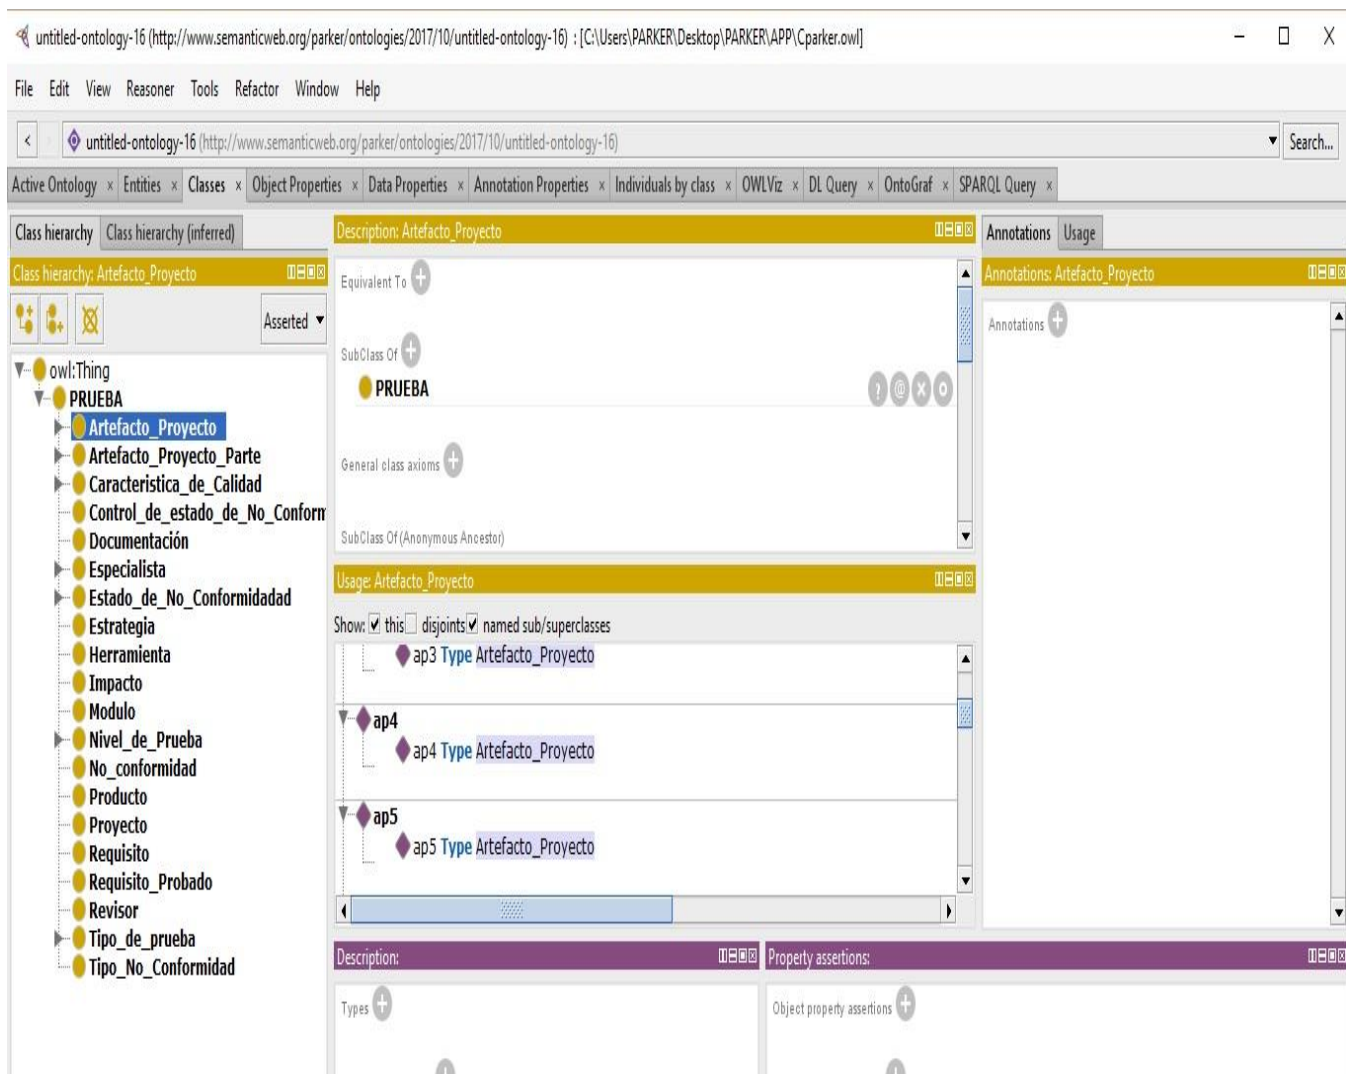 untitled-ontology-16 (http://www.semanticweb.org/parker/ontologies/2017/10/untitled-ontology-16) : [C:\Users\PARKER\Desktop\PARKER\APP\Cparker.owl]
File Edit View Reasoner Tools Refactor Window Help
untitled-ontology-16 (http://www.semanticweb.org/parker/ontologies/2017/10/untitled-ontology-16) Search...
Active Ontology × Entities × Classes × Object Properties × Data Properties × Annotation Properties × Individuals by class × OWLViz × DL Query × OntoGraf × SPARQL Query ×
Class hierarchy Class hierarchy (inferred)
Class hierarchy: Artefacto_Proyecto
Asserted
owl:Thing
PRUEBA
Artefacto_Proyecto
Artefacto_Proyecto_Parte
Caracteristica_de_Calidad
Control_de_estado_de_No_Conform
Documentación
Especialista
Estado_de_No_Conformidadad
Estrategia
Herramienta
Impacto
Modulo
Nivel_de_Prueba
No_conformidad
Producto
Proyecto
Requisito
Requisito_Probado
Revisor
Tipo_de_prueba
Tipo_No_Conformidad
Description: Artefacto_Proyecto
Equivalent To
SubClass Of
PRUEBA
General class axioms
SubClass Of (Anonymous Ancestor)
Usage: Artefacto_Proyecto
Show: this disjoints named sub/superclasses
ap3 Type Artefacto_Proyecto
ap4
ap4 Type Artefacto_Proyecto
ap5
ap5 Type Artefacto_Proyecto
Annotations Usage
Annotations: Artefacto_Proyecto
Annotations
Description:
Types
Property assertions:
Object property assertions